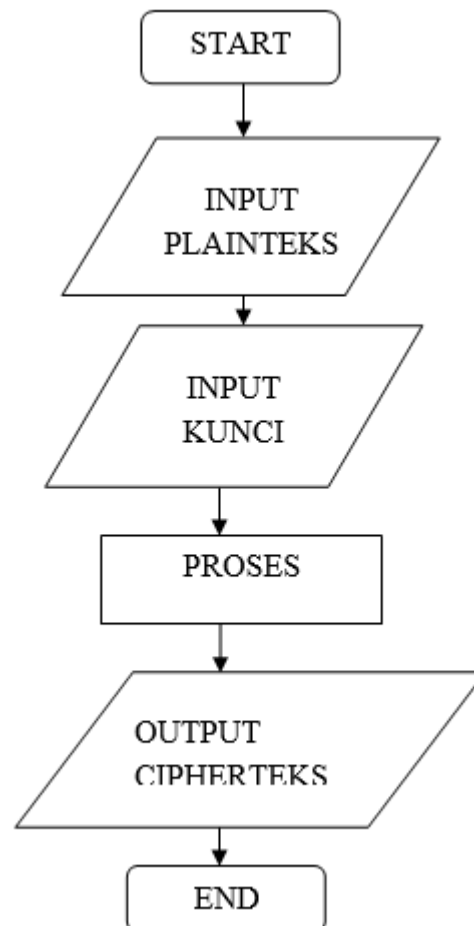 START
INPUT
PLAINTEKS
INPUT
KUNCI
PROSES
OUTPUT
CIPHERTEKS
END